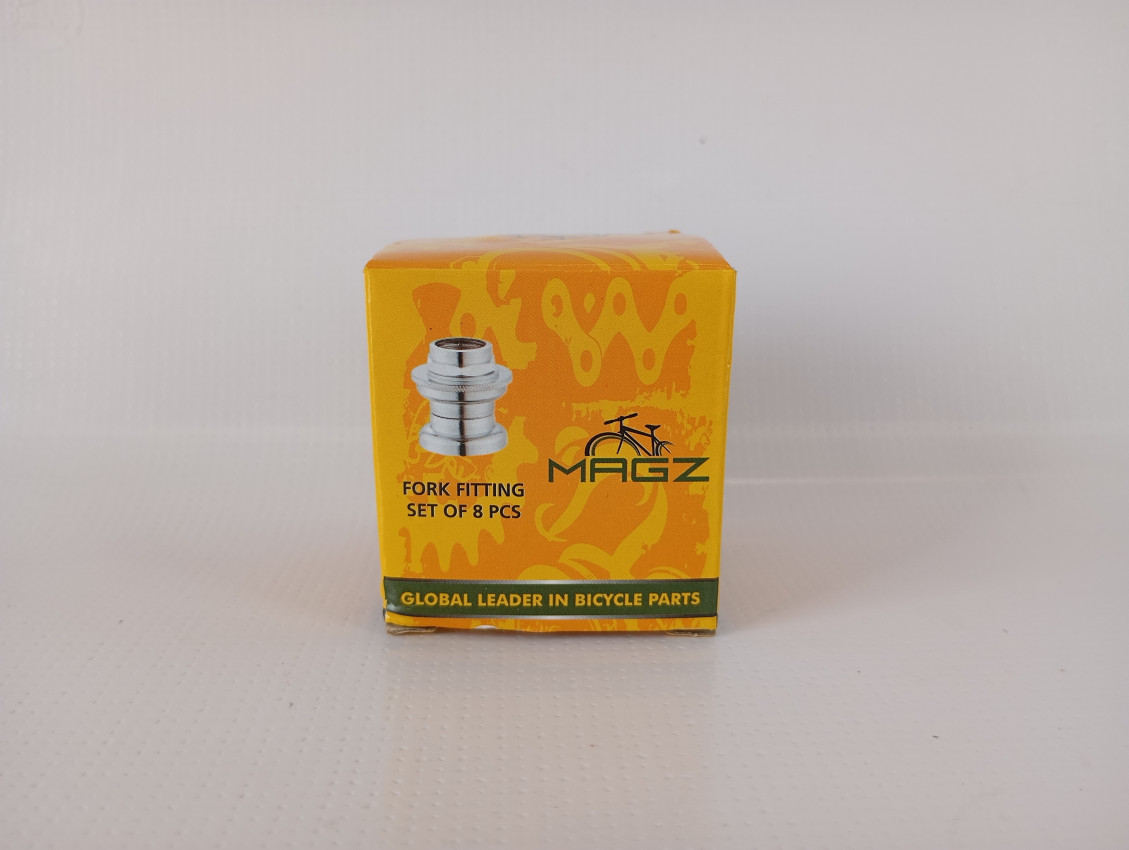 FORK FITTING
SET OF 8 PCS
MAGZ
GLOBAL LEADER IN BICYCLE PARTS